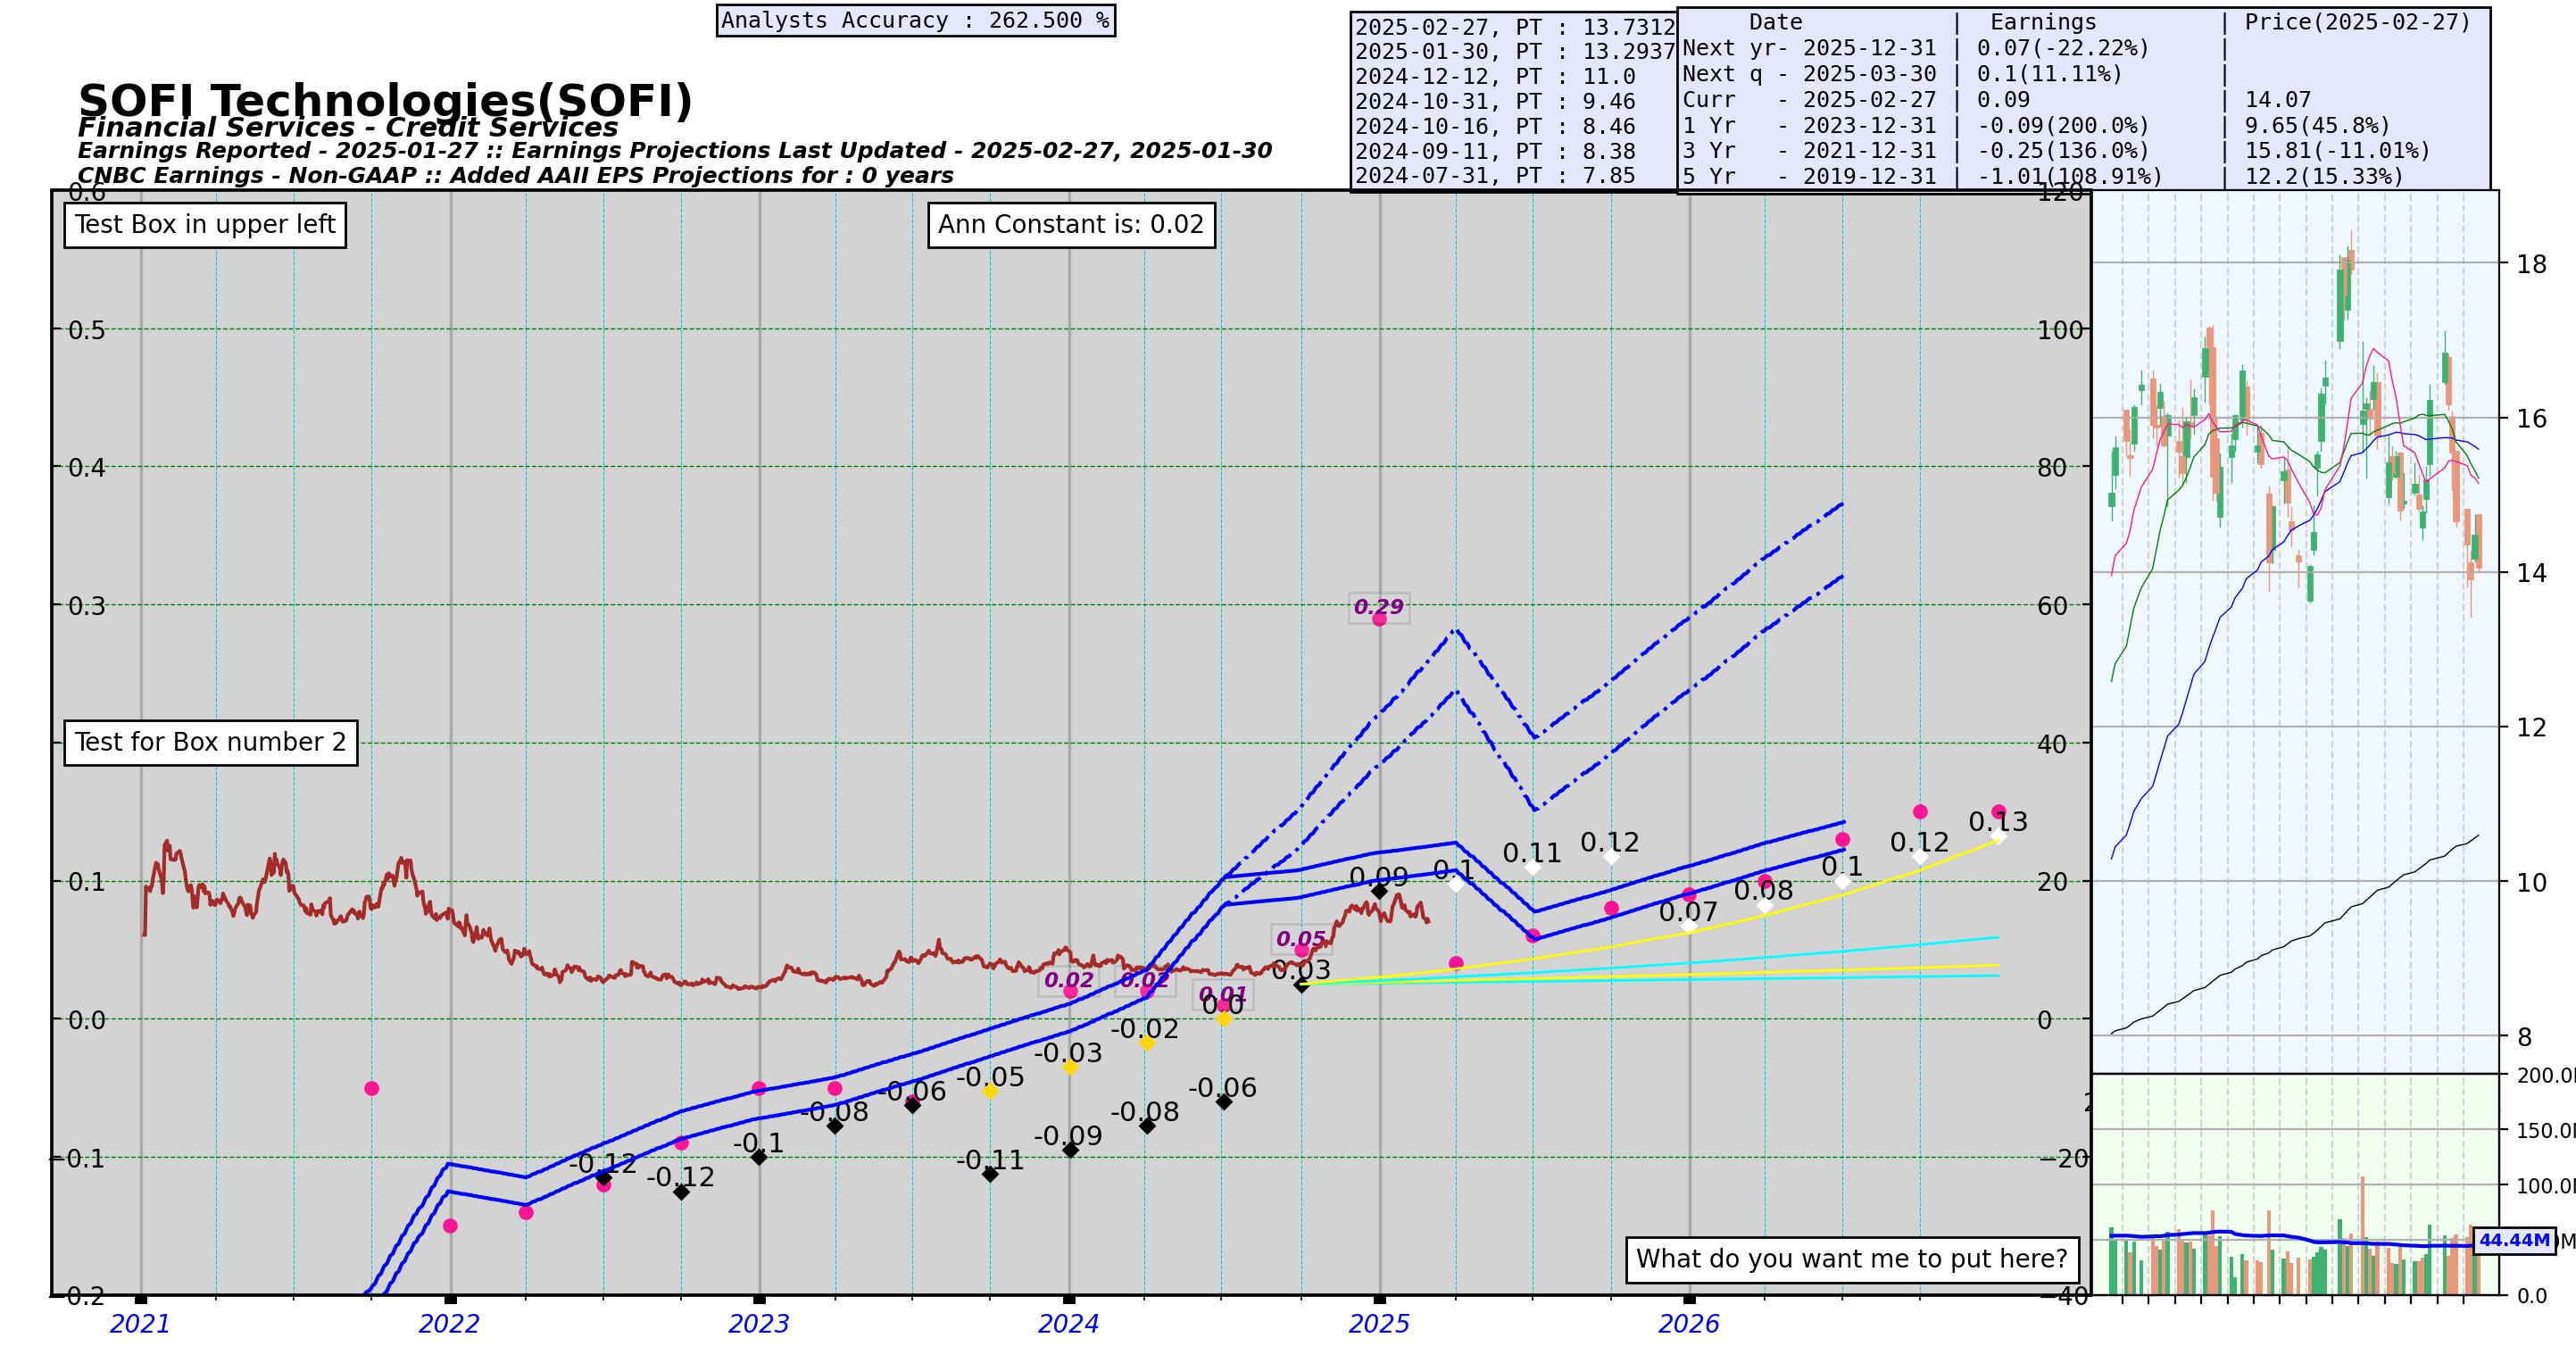 Analysts Accuracy : 262.500 %
SOFI Technologies(SOFI)
Financial Services - Credit Services
Earnings Reported - 2025-01-27 :: Earnings Projections Last Updated - 2025-02-27, 2025-01-30
CNBC Earnings - Non-GAAP :: Added AAII EPS Projections for : 0 years
2025-02-27, PT : 13.7312
2025-01-30, PT : 13.2937
2024-12-12, PT : 11.0
2024-10-31, PT : 9.46
2024-10-16, PT : 8.46
2024-09-11, PT : 8.38
2024-07-31, PT : 7.85
Date | Earnings | Price(2025-02-27)
Next yr- 2025-12-31 | 0.07(-22.22%) |
Next q - 2025-03-30 | 0.1(11.11%) |
Curr - 2025-02-27 | 0.09 | 14.07
1 Yr - 2023-12-31 | -0.09(200.0%) | 9.65(45.8%)
3 Yr - 2021-12-31 | -0.25(136.0%) | 15.81(-11.01%)
5 Yr - 2019-12-31 | -1.01(108.91%) | 12.2(15.33%)
Test Box in upper left
Ann Constant is: 0.02
Test for Box number 2
What do you want me to put here?
0.6
0.5
0.4
0.3
0.1
0.0
−0.1
−0.2
120
100
80
60
40
20
0
−20
−40
0.29
0.05
0.02
0.02
0.01
0.09
0.1
0.11
0.12
0.07
0.08
0.1
0.12
0.13
0.03
0.0
-0.02
-0.03
-0.05
-0.06
-0.06
-0.08
-0.08
-0.09
-0.1
-0.11
-0.12
-0.12
2021
2022
2023
2024
2025
2026
18
16
14
12
10
8
200.0
150.0
100.0
44.44M
0.0